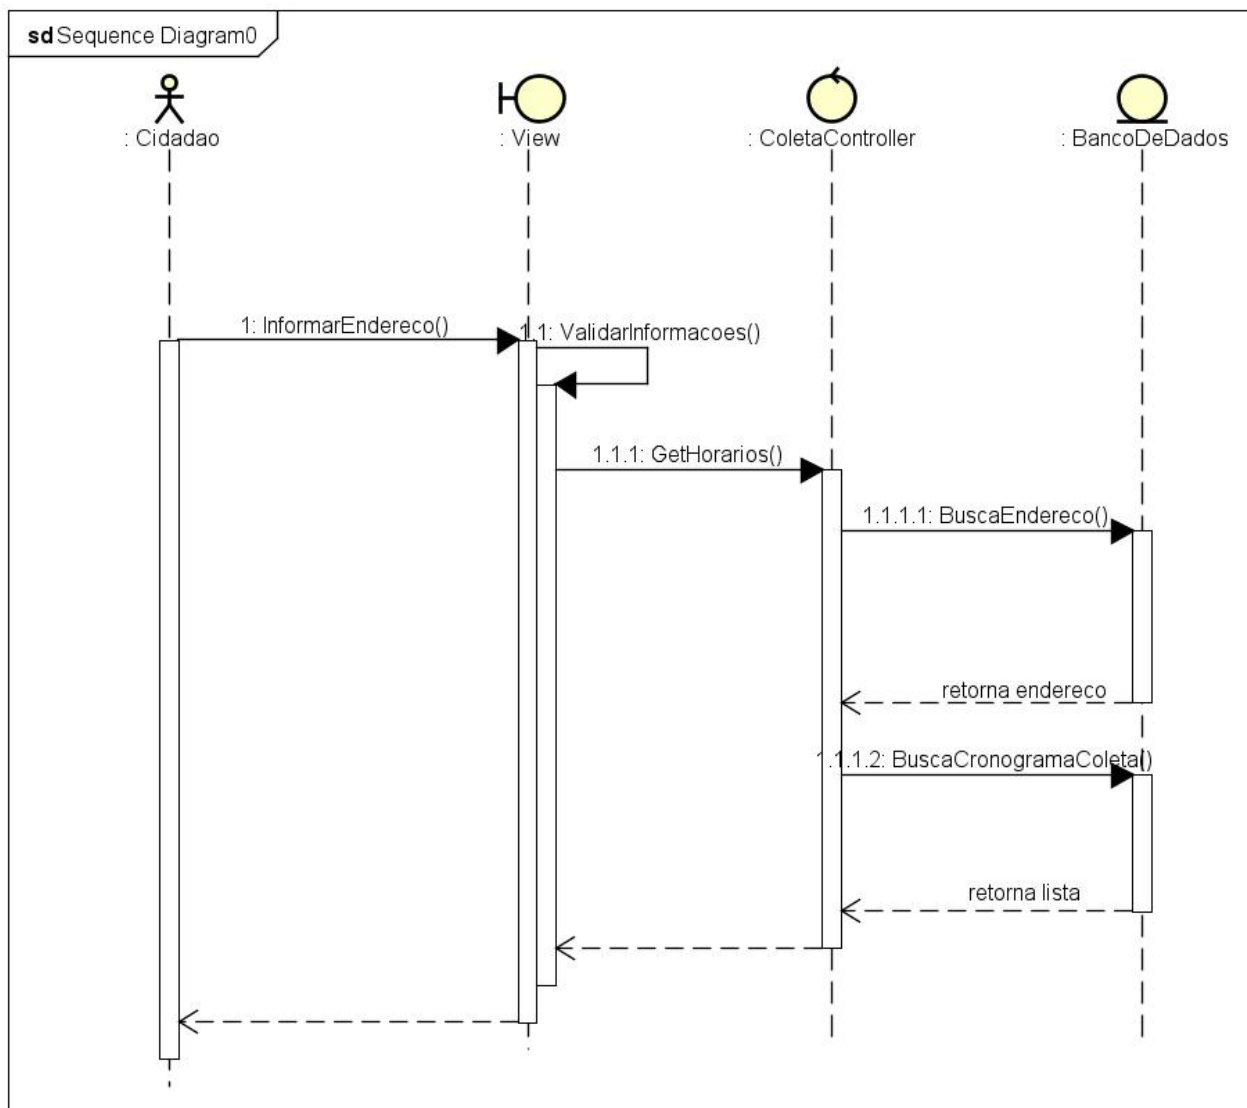 sd Sequence Diagram0
: Cidadao
: View
: ColetaController
: BancoDeDados
1: InformarEndereco()
1.1: ValidarInformacoes()
1.1.1: GetHorarios()
1.1.1.1: BuscaEndereco()
retorna endereco
1.1.1.2: BuscaCronogramaColeta()
retorna lista